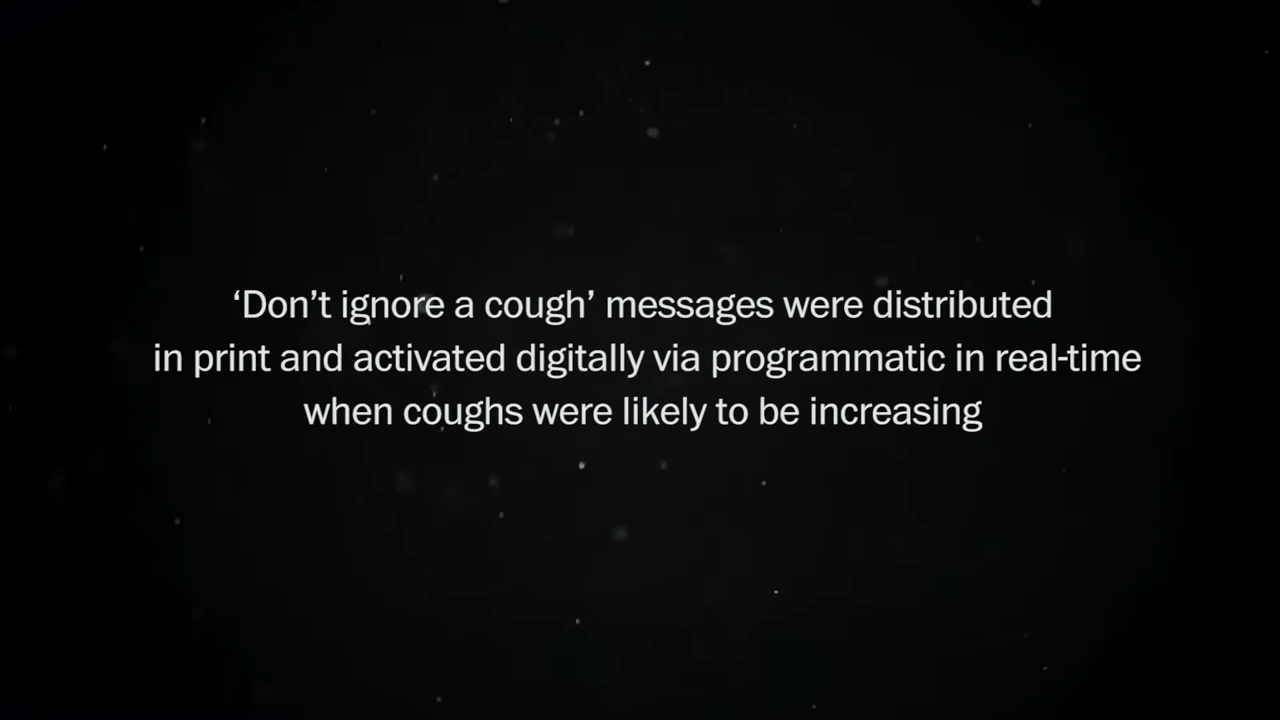 ‘Don’t ignore a cough’ messages were distributed
in print and activated digitally via programmatic in real-time
when coughs were likely to be increasing